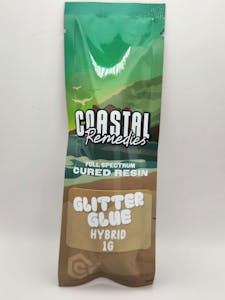 COASTAL
Remedies
FULL SPECTRUM
CURED RESIN
GLITTER
GLUE
HYBRID
1G